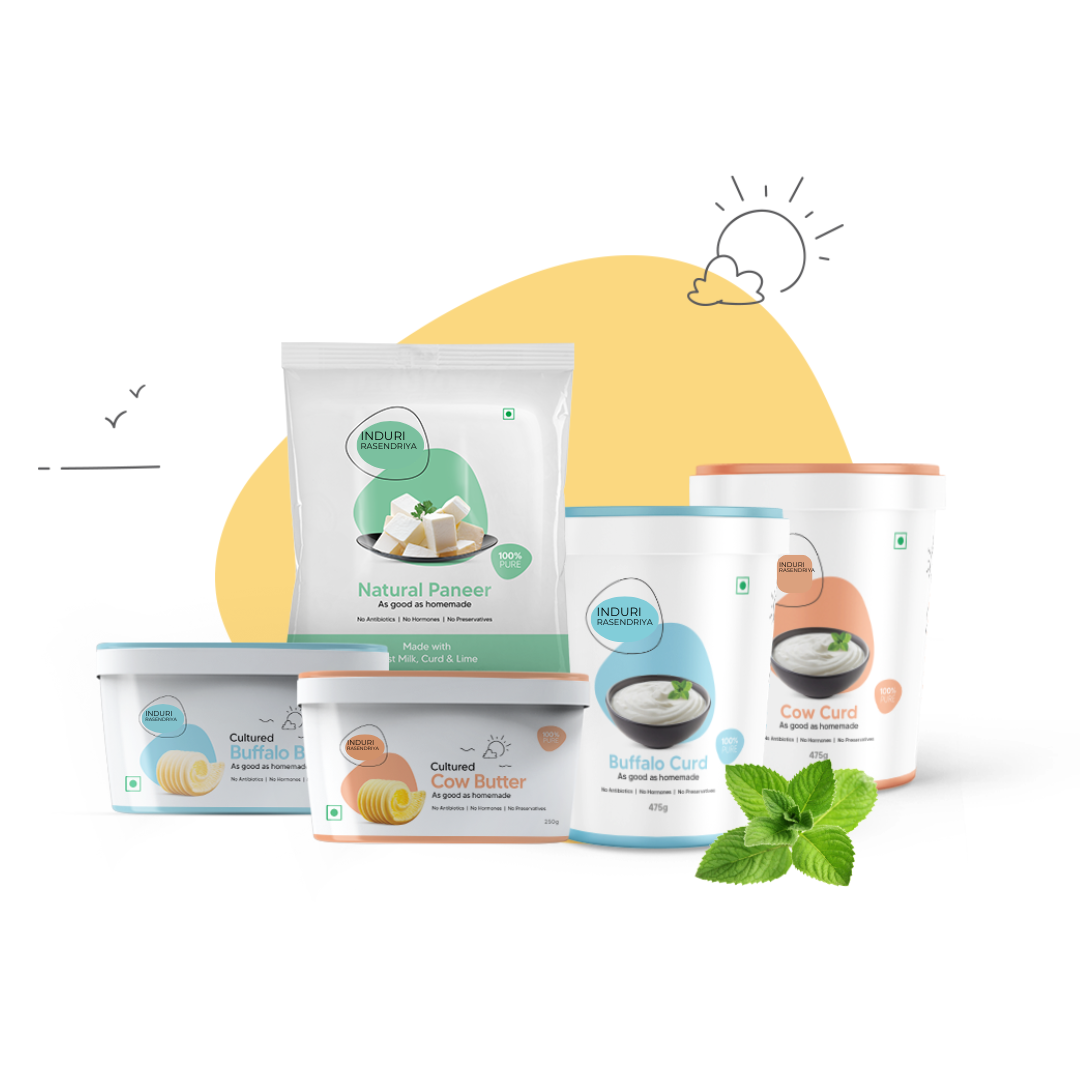 INDURI
RASENDRIYA
100%
PURE
Natural Paneer
As good as homemade
No Antibiotics | No Hormones | No Preservatives
Made with
st Milk, Curd & Lime
INDURI
RASENDRIYA
Cultured
Buffalo B
As good as homemad
No Antibiotics | No Hormones |
INDURI
RASENDRIYA
100%
PURE
Cultured
Cow Butter
As good as homemade
No Antibiotics | No Hormones | No Preservatives
250g
INDURI
RASENDRIYA
100%
PURE
Buffalo Curd
As good as homemade
No Antibiotics | No Hormones | No Preservatives
475g
INDURI
RASENDRIYA
100%
PURE
Cow Curd
As good as homemade
No Hormones | No Preservatives
475g